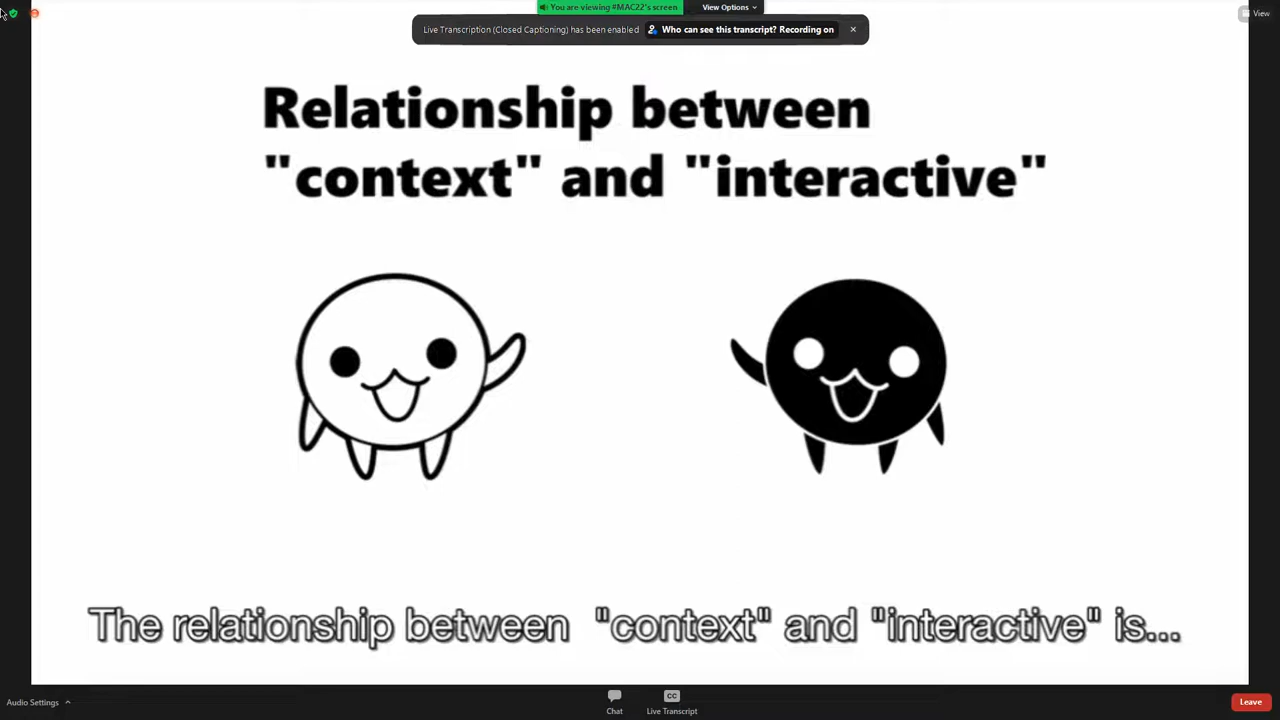 You are viewing #MAC22's screen
View Options
View
Live Transcription (Closed Captioning) has been enabled
Who can see this transcript? Recording on
Relationship between
"context" and "interactive"
The relationship between "context" and "interactive" is...
Audio Settings
Chat
CC
Live Transcript
Leave